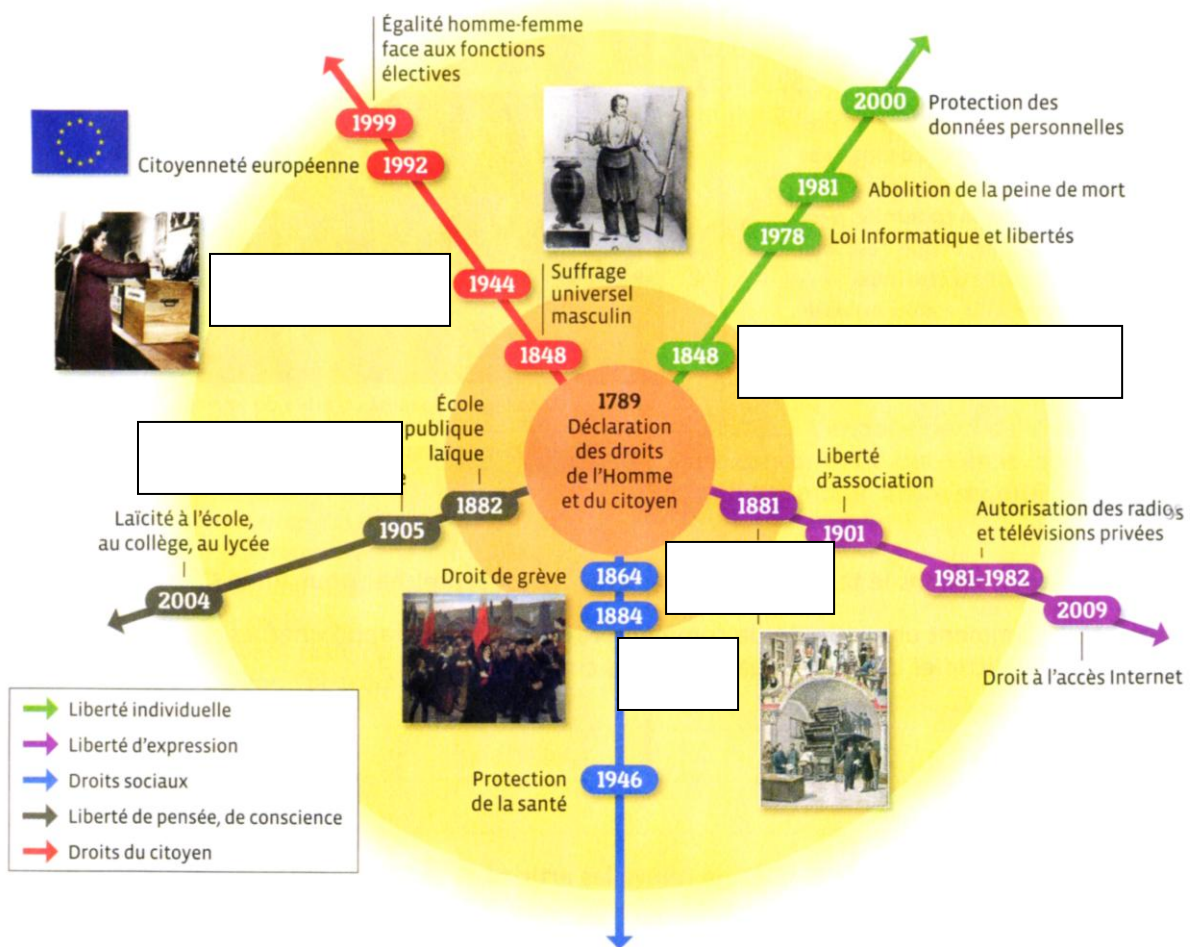 Égalité homme-femme
face aux fonctions
électives
1999
Citoyenneté européenne
1992
1944
Suffrage
universel
masculin
1848
2000
Protection des
données personnelles
1981
Abolition de la peine de mort
1978
Loi Informatique et libertés
1848
1789
Déclaration
des droits
de l'Homme
et du citoyen
École
publique
laïque
1882
e
1905
Laïcité à l'école,
au collège, au lycée
2004
1881
Liberté
d'association
1901
Autorisation des radios
et télévisions privées
1981-1982
2009
Droit à l'accès Internet
Droit de grève
1864
1884
Protection
de la santé
1946
Liberté individuelle
Liberté d'expression
Droits sociaux
Liberté de pensée, de conscience
Droits du citoyen